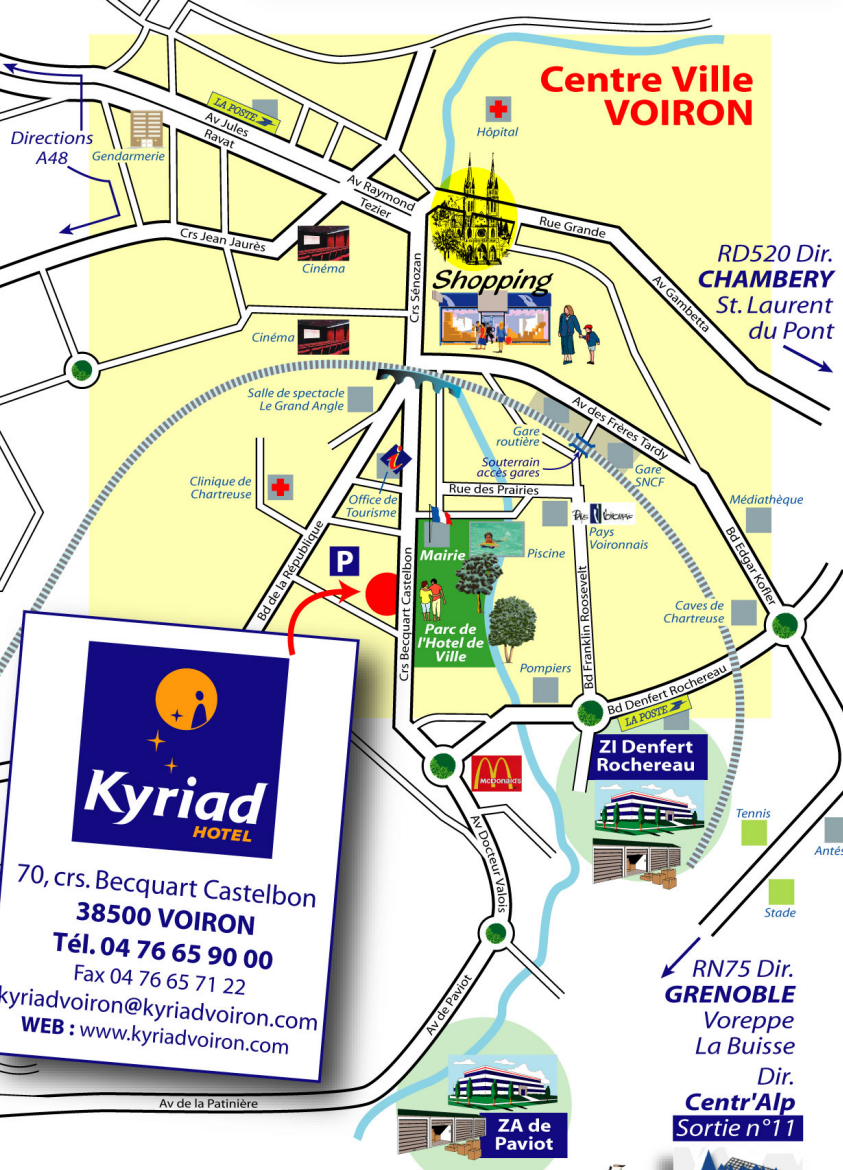 Centre Ville
VOIRON
Directions
A48
Gendarmerie
LA POSTE
Av Jules
Ravat
Hôpital
Av Raymond
Tezier
Rue Grande
Crs Jean Jaurès
Cinéma
Crs Sénozan
Shopping
Av Gambetta
RD520 Dir.
CHAMBERY
St. Laurent
du Pont
Cinéma
Salle de spectacle
Le Grand Angle
Av des Frères Tardy
Gare
routière
Souterrain
accès gares
Gare
SNCF
Clinique de
Chartreuse
i
Office de
Tourisme
Rue des Prairies
Médiathèque
Mairie
Piscine
Pays
Voironnais
Bd Edgar Kofler
P
Bd de la République
Crs Becquart Castelbon
Bd Franklin Roosevelt
Caves de
Chartreuse
Parc de
l'Hotel de
Ville
Pompiers
Bd Denfert Rochereau
LA POSTE
ZI Denfert
Rochereau
McDonald's
Av Docteur Valois
Tennis
Stade
Kyriad
HOTEL
70, crs. Becquart Castelbon
38500 VOIRON
Tél. 04 76 65 90 00
Fax 04 76 65 71 22
kyriadvoiron@kyriadvoiron.com
WEB : www.kyriadvoiron.com
Av de Paviot
Av de la Patinière
ZA de
Paviot
RN75 Dir.
GRENOBLE
Voreppe
La Buisse
Dir.
Centr'Alp
Sortie n°11